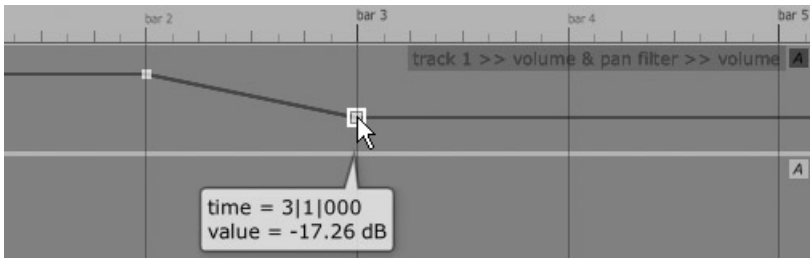 bar 2
bar 3
bar 4
bar 5
track 1 >> volume & pan filter >> volume
A
A
time = 3|1|000
value = -17.26 dB